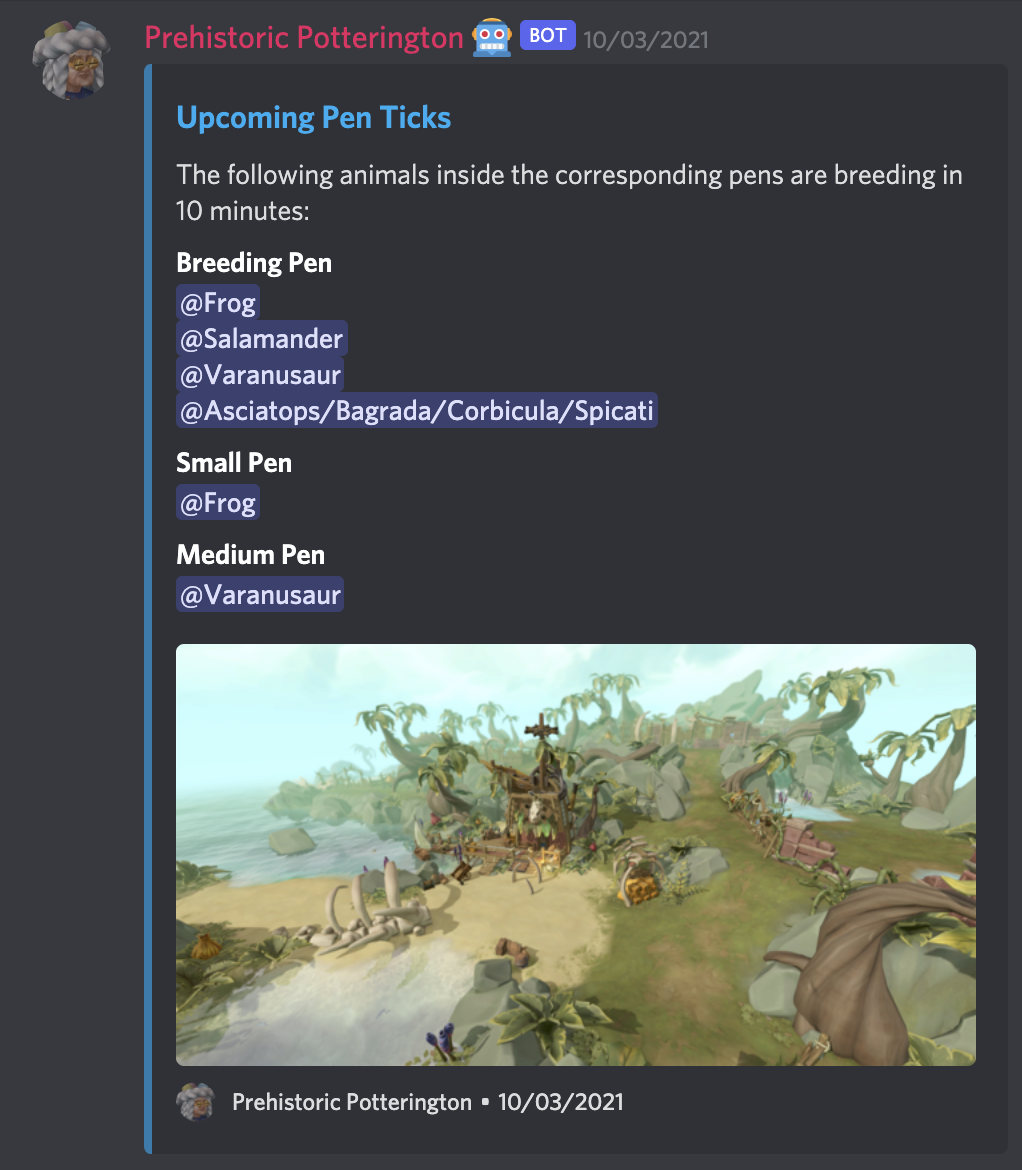 Prehistoric Potterington 🤖 BOT 10/03/2021
Upcoming Pen Ticks
The following animals inside the corresponding pens are breeding in
10 minutes:
Breeding Pen
@Frog
@Salamander
@Varanusaur
@Asciatops/Bagrada/Corbicula/Spicati
Small Pen
@Frog
Medium Pen
@Varanusaur
Prehistoric Potterington • 10/03/2021